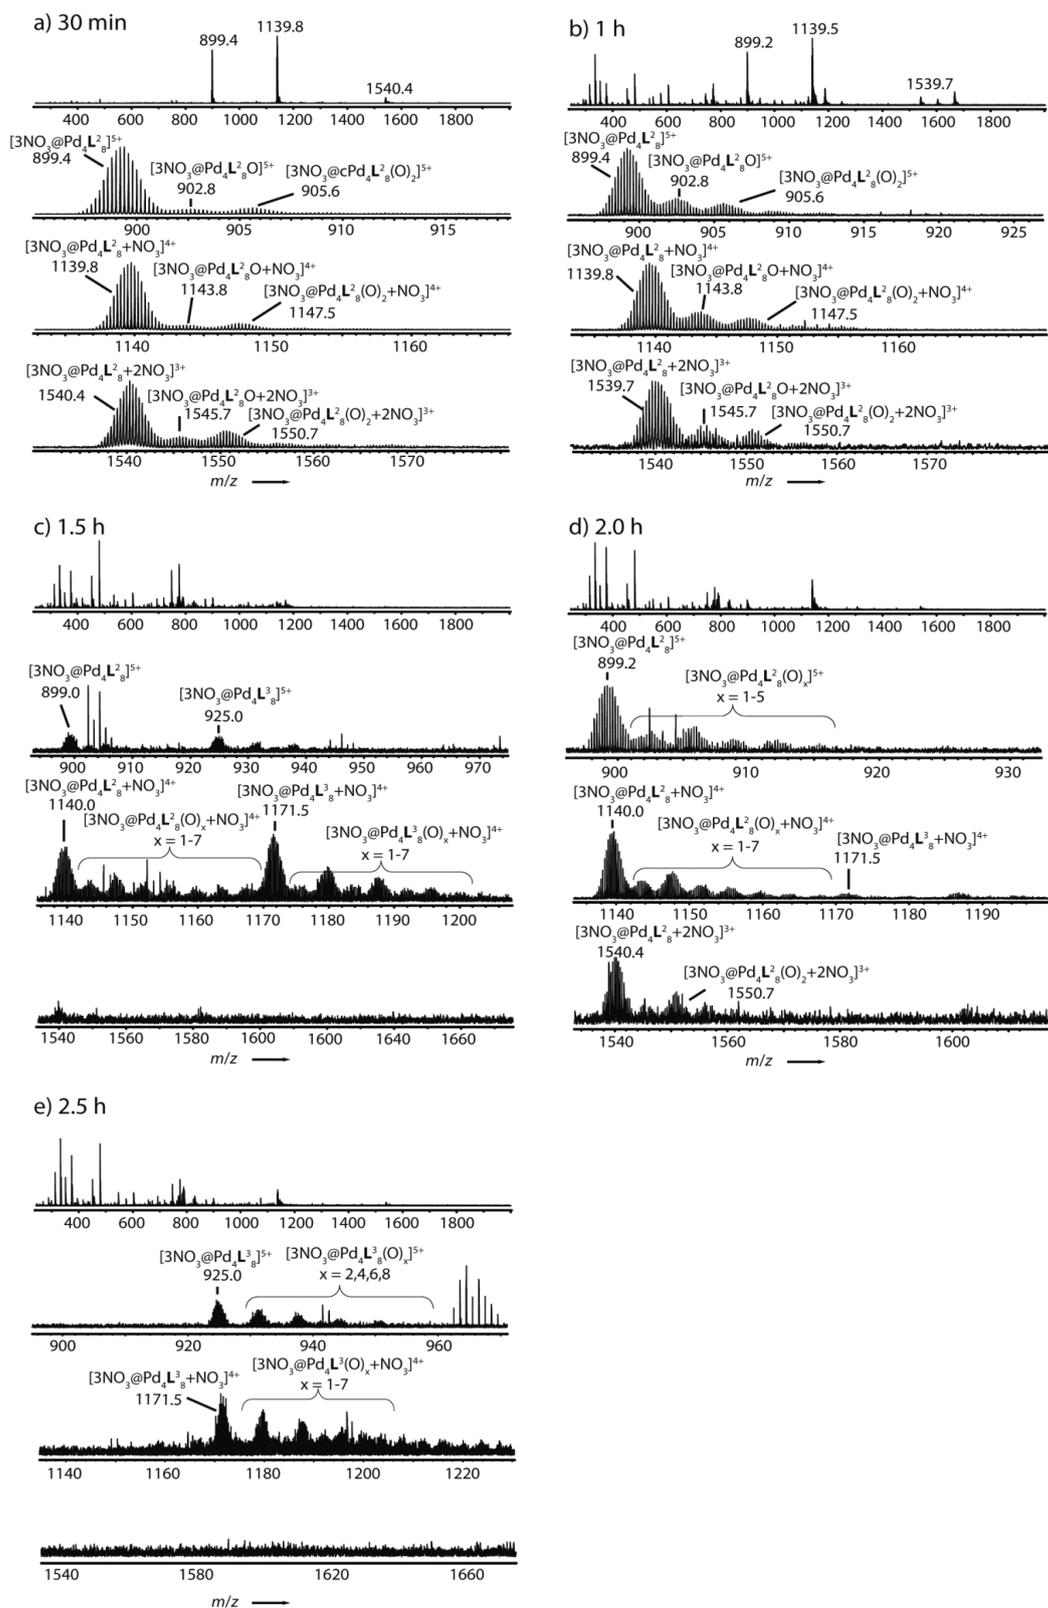 a) 30 min
899.4
1139.8
1540.4
400 600 800 1000 1200 1400 1600 1800
[3NO₃@Pd₄L²₈]⁵⁺
899.4
[3NO₃@Pd₄L²₈O]⁵⁺
902.8
[3NO₃@cPd₄L²₈(O)₂]⁵⁺
905.6
900 905 910 915
[3NO₃@Pd₄L²₈+NO₃]⁴⁺
1139.8
[3NO₃@Pd₄L²₈O+NO₃]⁴⁺
1143.8
[3NO₃@Pd₄L²₈(O)₂+NO₃]⁴⁺
1147.5
1140 1150 1160
[3NO₃@Pd₄L²₈+2NO₃]³⁺
1540.4
[3NO₃@Pd₄L²₈O+2NO₃]³⁺
1545.7
[3NO₃@Pd₄L²₈(O)₂+2NO₃]³⁺
1550.7
1540 1550 1560 1570
m/z
b) 1 h
899.2
1139.5
1539.7
400 600 800 1000 1200 1400 1600 1800
[3NO₃@Pd₄L²₈]⁵⁺
899.4
[3NO₃@Pd₄L²₈O]⁵⁺
902.8
[3NO₃@Pd₄L²₈(O)₂]⁵⁺
905.6
900 905 910 915 920 925
[3NO₃@Pd₄L²₈+NO₃]⁴⁺
1139.8
[3NO₃@Pd₄L²₈O+NO₃]⁴⁺
1143.8
[3NO₃@Pd₄L²₈(O)₂+NO₃]⁴⁺
1147.5
1140 1150 1160
[3NO₃@Pd₄L²₈+2NO₃]³⁺
1539.7
[3NO₃@Pd₄L²₈O+2NO₃]³⁺
1545.7
[3NO₃@Pd₄L²₈(O)₂+2NO₃]³⁺
1550.7
1540 1550 1560 1570
m/z
c) 1.5 h
400 600 800 1000 1200 1400 1600 1800
[3NO₃@Pd₄L²₈]⁵⁺
899.0
[3NO₃@Pd₄L³₈]⁵⁺
925.0
900 910 920 930 940 950 960 970
[3NO₃@Pd₄L²₈+NO₃]⁴⁺
1140.0
[3NO₃@Pd₄L²₈(O)ₓ+NO₃]⁴⁺
x = 1-7
[3NO₃@Pd₄L³₈+NO₃]⁴⁺
1171.5
[3NO₃@Pd₄L³₈(O)ₓ+NO₃]⁴⁺
x = 1-7
1140 1150 1160 1170 1180 1190 1200
1540 1560 1580 1600 1640 1660
m/z
d) 2.0 h
400 600 800 1000 1200 1400 1600 1800
[3NO₃@Pd₄L²₈]⁵⁺
899.2
[3NO₃@Pd₄L²₈(O)ₓ]⁵⁺
x = 1-5
900 910 920 930
[3NO₃@Pd₄L²₈+NO₃]⁴⁺
1140.0
[3NO₃@Pd₄L²₈(O)ₓ+NO₃]⁴⁺
x = 1-7
[3NO₃@Pd₄L³₈+NO₃]⁴⁺
1171.5
1140 1150 1160 1170 1180 1190
[3NO₃@Pd₄L²₈+2NO₃]³⁺
1540.4
[3NO₃@Pd₄L²₈(O)₂+2NO₃]³⁺
1550.7
1540 1560 1580 1600
m/z
e) 2.5 h
400 600 800 1000 1200 1400 1600 1800
[3NO₃@Pd₄L³₈]⁵⁺
925.0
[3NO₃@Pd₄L³₈(O)ₓ]⁵⁺
x = 2,4,6,8
900 920 940 960
[3NO₃@Pd₄L³₈+NO₃]⁴⁺
1171.5
[3NO₃@Pd₄L³(O)ₓ+NO₃]⁴⁺
x = 1-7
1140 1160 1180 1200 1220
1540 1580 1620 1660
m/z